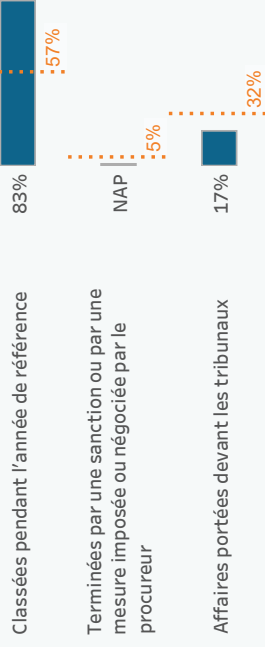 Classées pendant l'année de référence
83%
57%
Terminées par une sanction ou par une
mesure imposée ou négociée par le
procureur
NAP
5%
Affaires portées devant les tribunaux
17%
32%